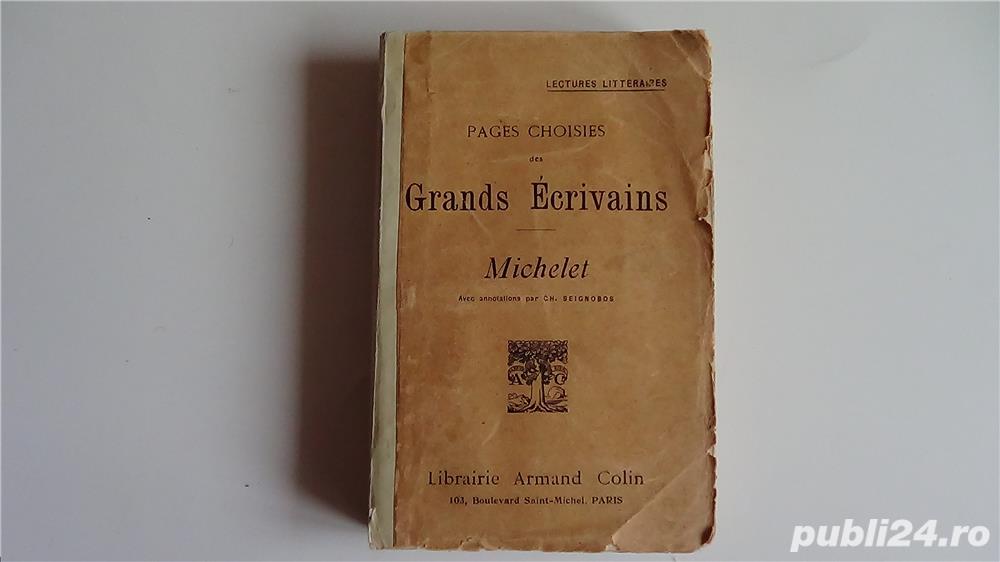 LECTURES LITTÉRAIRES
PAGES CHOISIES
des
Grands Écrivains
Michelet
Avec annotations par CH. SEIGNOBOS
A C
Librairie Armand Colin
103, Boulevard Saint-Michel, PARIS
publi24.ro